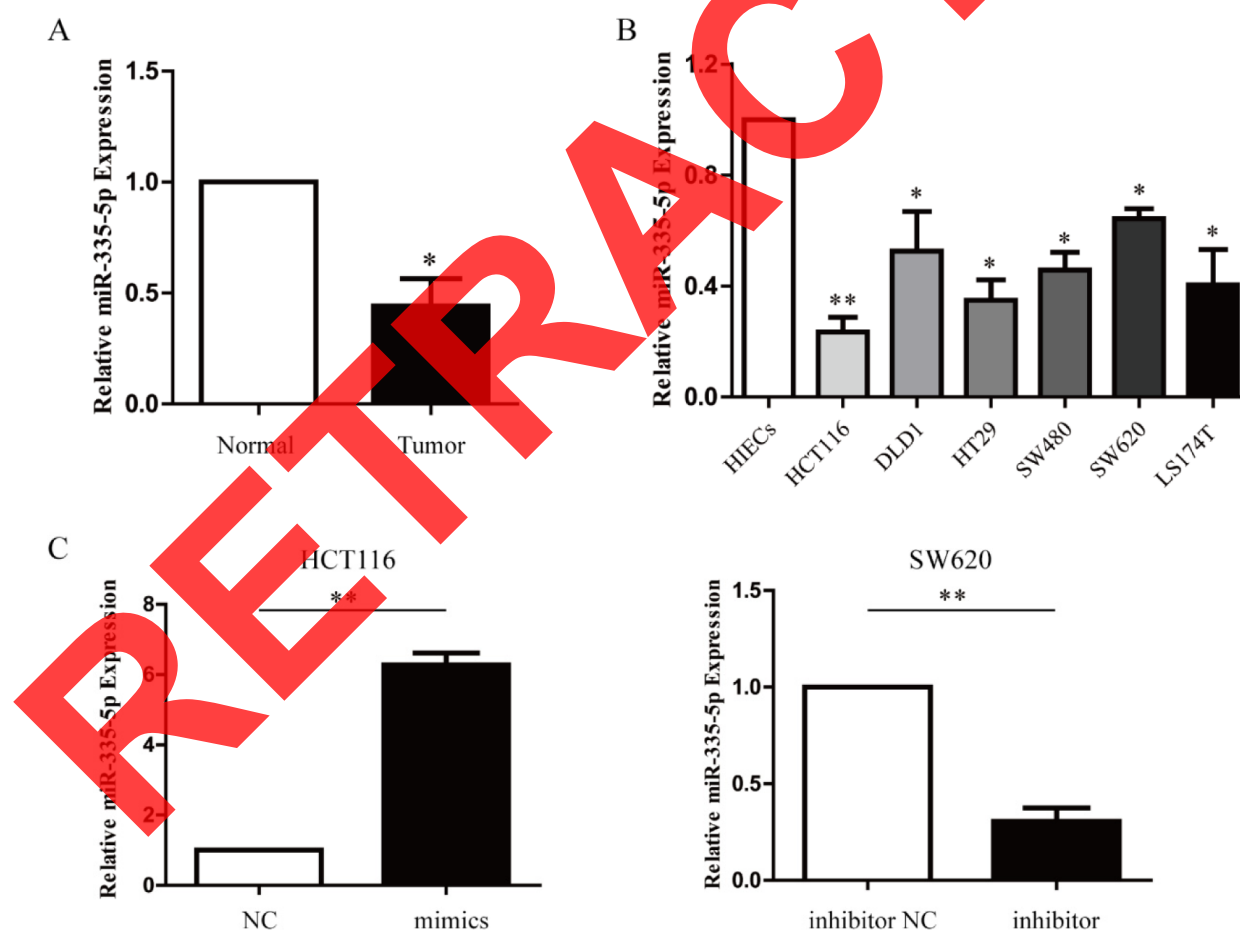 A
Relative miR-335-5p Expression
1.5
1.0
0.5
0.0
*
Normal
Tumor
B
Relative miR-335-5p Expression
1.2
0.8
0.4
0.0
**
*
*
*
*
*
HIECs
HCT116
DLD1
HT29
SW480
SW620
LS174T
C
HCT116
Relative miR-335-5p Expression
8
6
4
2
0
**
NC
mimics
SW620
Relative miR-335-5p Expression
1.5
1.0
0.5
0.0
**
inhibitor NC
inhibitor
RETRACT